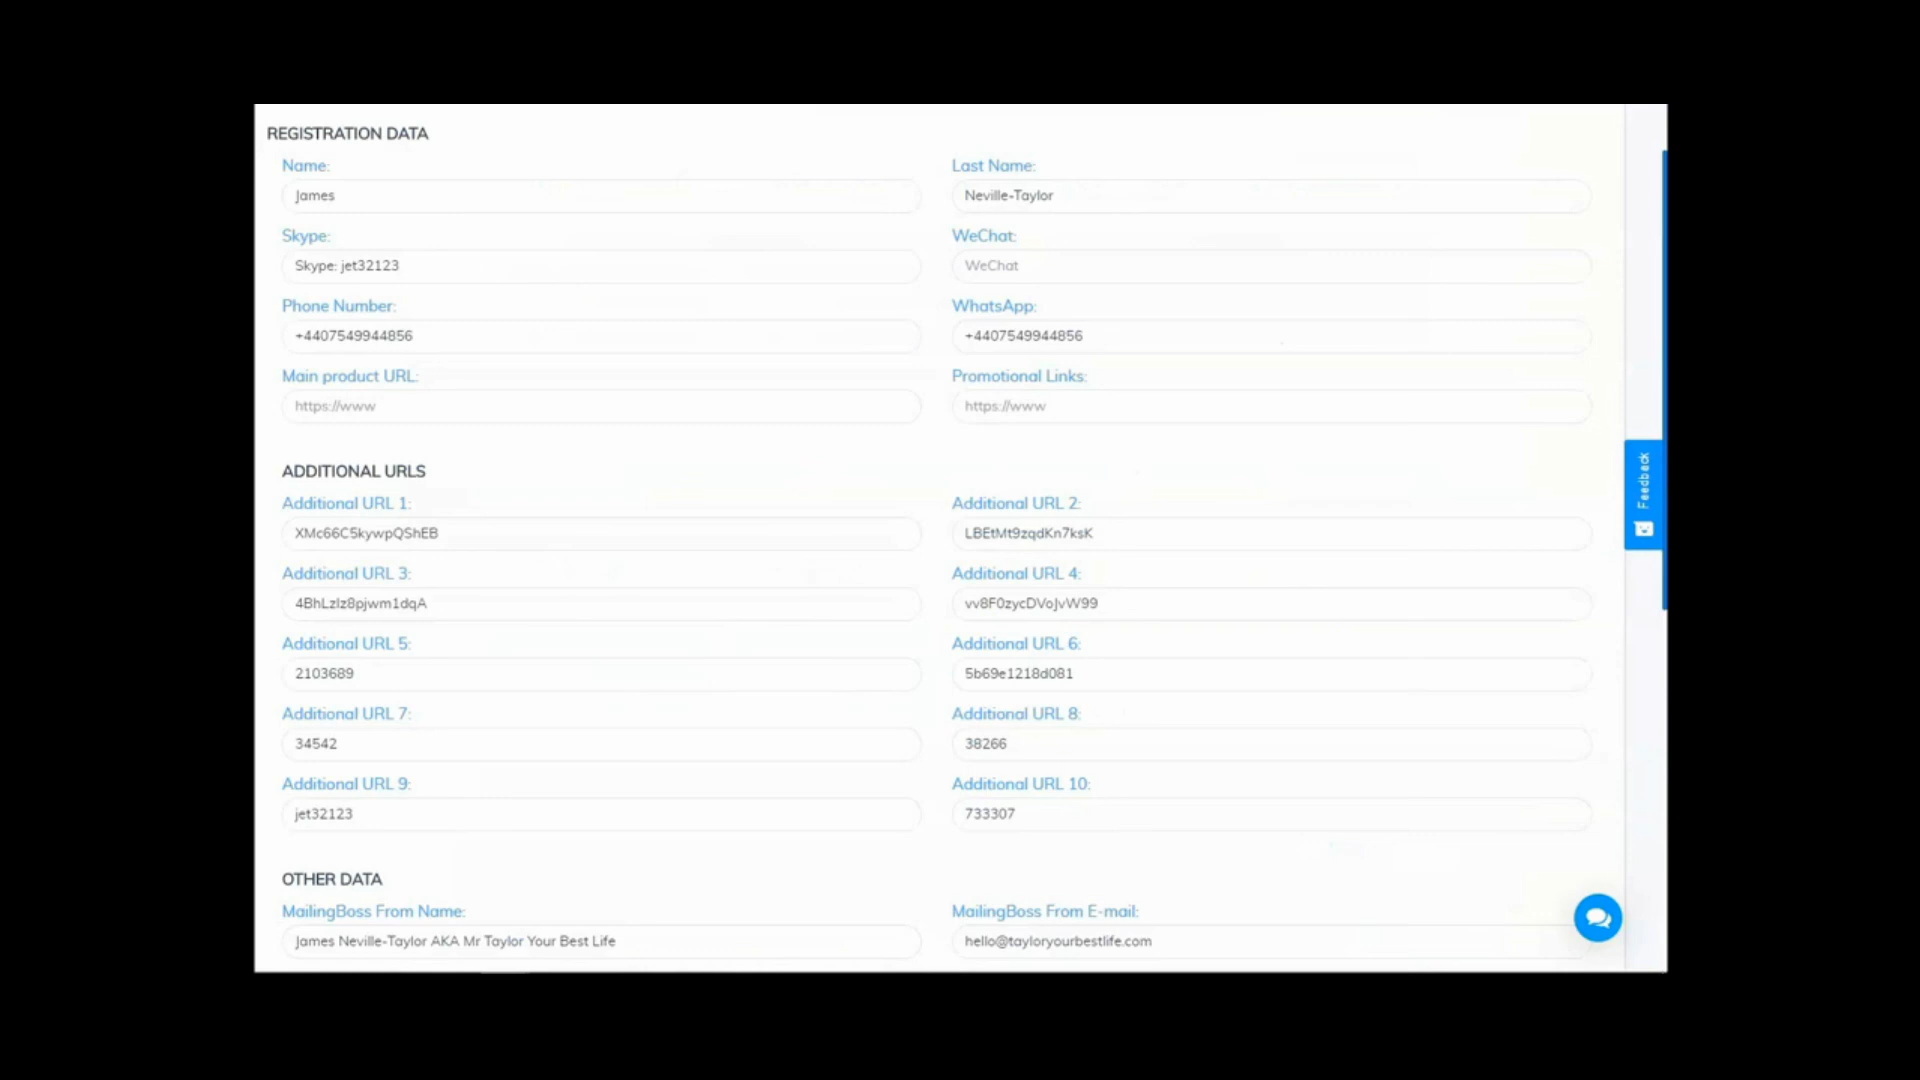 REGISTRATION DATA
Name: Last Name:
James Neville-Taylor
Skype: WeChat:
Skype: jet32123 WeChat
Phone Number: WhatsApp:
+4407549944856 +4407549944856
Main product URL: Promotional Links:
https://www https://www
ADDITIONAL URLS
Additional URL 1: Additional URL 2:
XMc66C5kywpQShEB LBEtMt9zqdKn7ksK
Additional URL 3: Additional URL 4:
4BhLzlz8pjwm1dqA vv8F0zycDVoJvW99
Additional URL 5: Additional URL 6:
2103689 5b69e1218d081
Additional URL 7: Additional URL 8:
34542 38266
Additional URL 9: Additional URL 10:
jet32123 733307
OTHER DATA
MailingBoss From Name: MailingBoss From E-mail:
James Neville-Taylor AKA Mr Taylor Your Best Life hello@tayloryourbestlife.com
Feedback